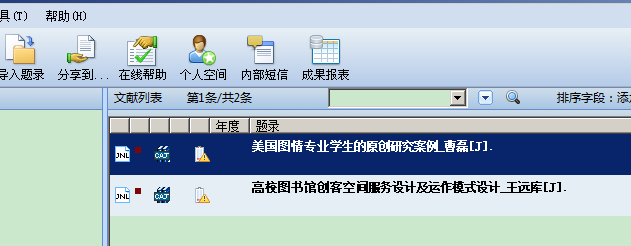 具(T) 帮助(H)
导入题录 分享到... 在线帮助 个人空间 内部短信 成果报表
文献列表 第1条/共2条 排序字段：添
年度 题录
JNL CAJ 美国图情专业学生的原创研究案例_曹磊[J].
JNL CAJ 高校图书馆创客空间服务设计及运作模式设计_王远库[J].